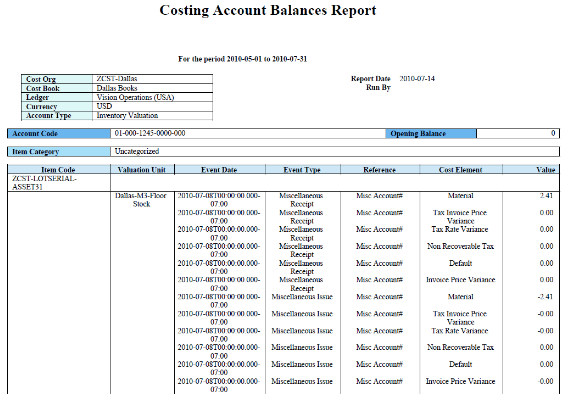 Costing Account Balances Report
For the period 2010-05-01 to 2010-07-31
Cost Org ZCST-Dallas
Cost Book Dallas Books
Ledger Vision Operations (USA)
Currency USD
Account Type Inventory Valuation
Report Date 2010-07-14
Run By
Account Code 01-000-1245-0000-000 Opening Balance 0
Item Category Uncategorized
Item Code Valuation Unit Event Date Event Type Reference Cost Element Value
ZCST-LOTSERIAL-
ASSET31
Dallas-M3-Floor 2010-07-08T00:00:00.000- Miscellaneous Misc Account# Material 2.41
Stock 07:00 Receipt
2010-07-08T00:00:00.000- Miscellaneous Misc Account# Tax Invoice Price 0.00
07:00 Receipt Variance
2010-07-08T00:00:00.000- Miscellaneous Misc Account# Tax Rate Variance 0.00
07:00 Receipt
2010-07-08T00:00:00.000- Miscellaneous Misc Account# Non Recoverable Tax 0.00
07:00 Receipt
2010-07-08T00:00:00.000- Miscellaneous Misc Account# Default 0.00
07:00 Receipt
2010-07-08T00:00:00.000- Miscellaneous Misc Account# Invoice Price Variance 0.00
07:00 Receipt
2010-07-08T00:00:00.000- Miscellaneous Issue Misc Account# Material -2.41
07:00
2010-07-08T00:00:00.000- Miscellaneous Issue Misc Account# Tax Invoice Price -0.00
07:00 Variance
2010-07-08T00:00:00.000- Miscellaneous Issue Misc Account# Tax Rate Variance -0.00
07:00
2010-07-08T00:00:00.000- Miscellaneous Issue Misc Account# Non Recoverable Tax 0.00
07:00
2010-07-08T00:00:00.000- Miscellaneous Issue Misc Account# Default 0.00
07:00
2010-07-08T00:00:00.000- Miscellaneous Issue Misc Account# Invoice Price Variance -0.00
07:00